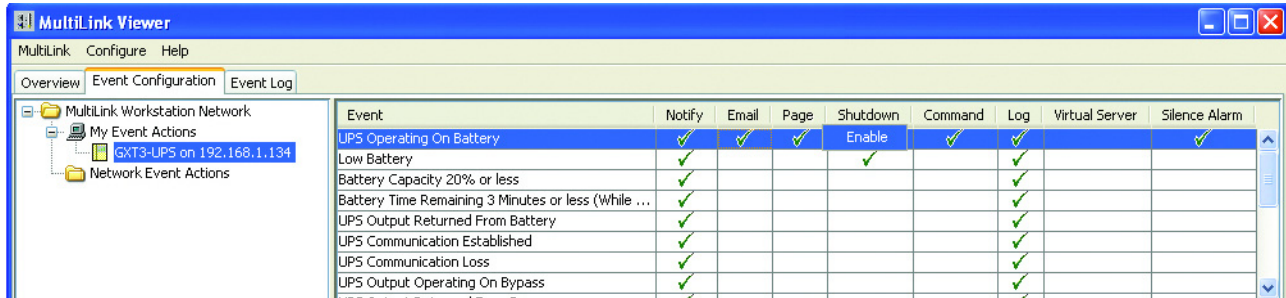 MultiLink Viewer
MultiLink Configure Help
Overview Event Configuration Event Log
MultiLink Workstation Network
My Event Actions
GXT3-UPS on 192.168.1.134
Network Event Actions
Event Notify Email Page Shutdown Command Log Virtual Server Silence Alarm
UPS Operating On Battery Enable
Low Battery
Battery Capacity 20% or less
Battery Time Remaining 3 Minutes or less (While ...
UPS Output Returned From Battery
UPS Communication Established
UPS Communication Loss
UPS Output Operating On Bypass